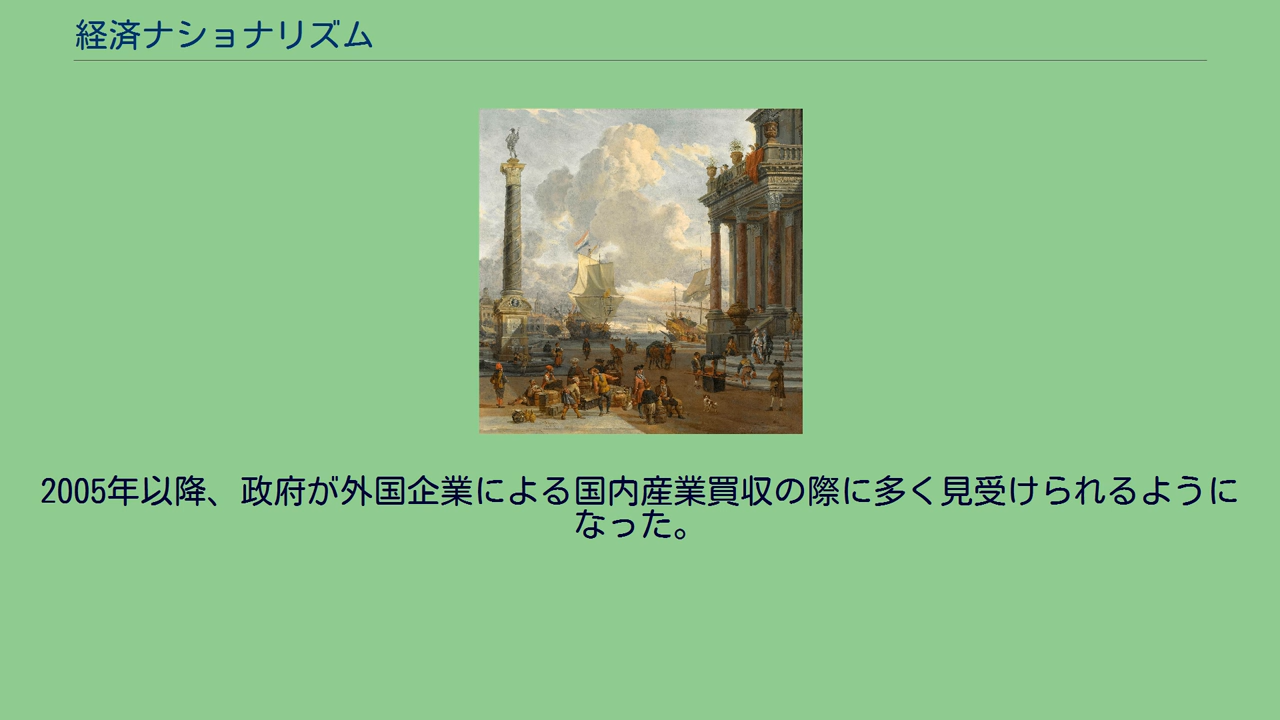 経済ナショナリズム
2005年以降、政府が外国企業による国内産業買収の際に多く見受けられるように
なった。